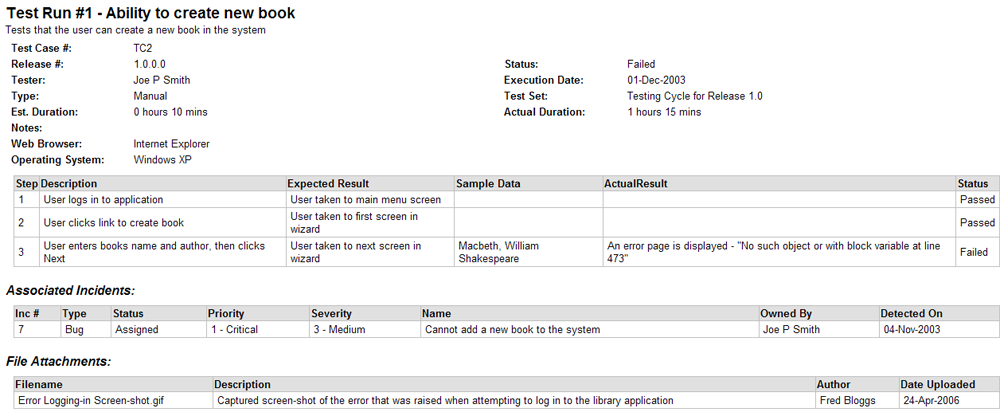 Test Run #1 - Ability to create new book
Tests that the user can create a new book in the system
Test Case #: TC2
Release #: 1.0.0.0 Status: Failed
Tester: Joe P Smith Execution Date: 01-Dec-2003
Type: Manual Test Set: Testing Cycle for Release 1.0
Est. Duration: 0 hours 10 mins Actual Duration: 1 hours 15 mins
Notes:
Web Browser: Internet Explorer
Operating System: Windows XP
Step Description Expected Result Sample Data ActualResult Status
1 User logs in to application User taken to main menu screen Passed
2 User clicks link to create book User taken to first screen in
wizard Passed
3 User enters books name and author, then clicks
Next User taken to next screen in
wizard Macbeth, William
Shakespeare An error page is displayed - "No such object or with block variable at line
473" Failed
Associated Incidents:
Inc # Type Status Priority Severity Name Owned By Detected On
7 Bug Assigned 1 - Critical 3 - Medium Cannot add a new book to the system Joe P Smith 04-Nov-2003
File Attachments:
Filename Description Author Date Uploaded
Error Logging-in Screen-shot.gif Captured screen-shot of the error that was raised when attempting to log in to the library application Fred Bloggs 24-Apr-2006